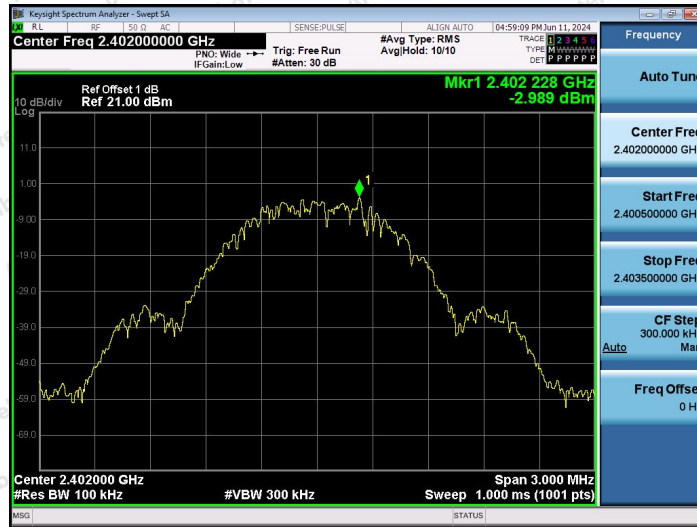 Keysight Spectrum Analyzer - Swept SA
RL RF 50 Ω AC SENSE:PULSE ALIGN AUTO 04:59:09 PM Jun 11, 2024
Center Freq 2.402000000 GHz
PNO: Wide
IFGain:Low
Trig: Free Run
#Atten: 30 dB
#Avg Type: RMS
Avg|Hold: 10/10
TRACE 1 2 3 4 5 6
TYPE M
DET P P P P P P
Mkr1 2.402 228 GHz
-2.989 dBm
Ref Offset 1 dB
10 dB/div Ref 21.00 dBm
Log
11.0
1.00
-9.00
-19.0
-29.0
-39.0
-49.0
-59.0
-69.0
1
Center 2.402000 GHz Span 3.000 MHz
#Res BW 100 kHz #VBW 300 kHz Sweep 1.000 ms (1001 pts)
MSG STATUS
Frequency
Auto Tun
Center Fre
2.402000000 GH
Start Fre
2.400500000 GH
Stop Fre
2.403500000 GH
CF Ste
300.000 kH
Auto Ma
Freq Offse
0 H